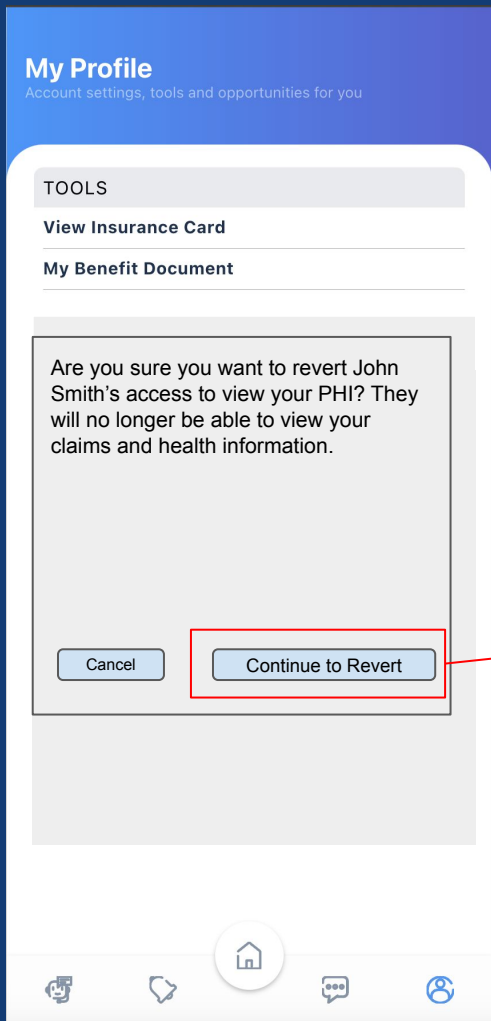 My Profile
Account settings, tools and opportunities for you
TOOLS
View Insurance Card
My Benefit Document
Are you sure you want to revert John
Smith’s access to view your PHI? They
will no longer be able to view your
claims and health information.
Cancel
Continue to Revert